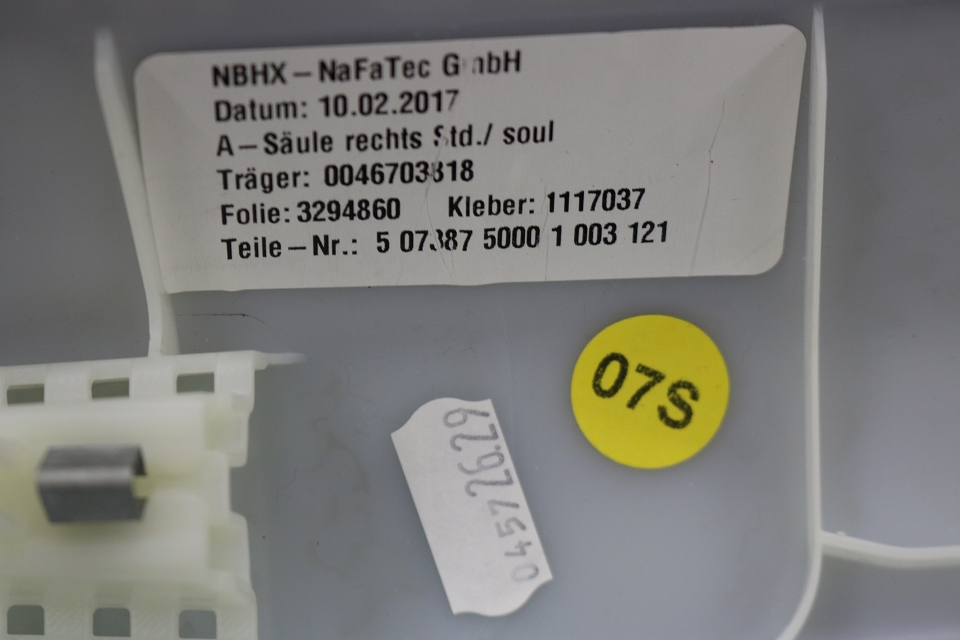 NBHX – NaFaTec GmbH
Datum: 10.02.2017
A – Säule rechts Std./ soul
Träger: 0046703818
Folie: 3294860 Kleber: 1117037
Teile – Nr.: 5 07387 5000 1 003 121
07S
04572629